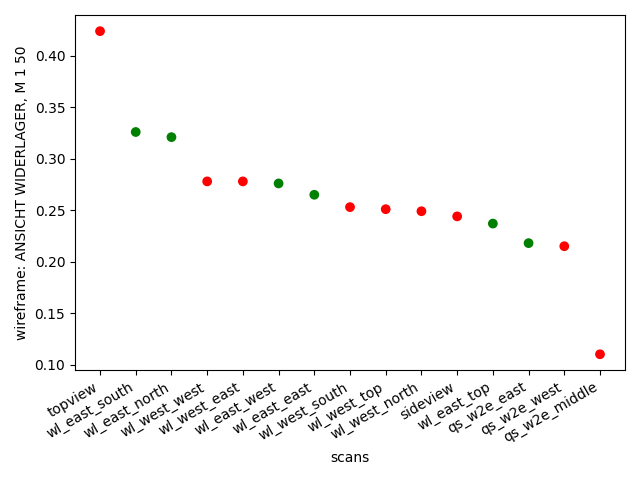 wireframe: ANSICHT WIDERLAGER, M 1 50
0.40
0.35
0.30
0.25
0.20
0.15
0.10
topview
wl_east_south
wl_east_north
wl_west_west
wl_west_east
wl_east_west
wl_east_east
wl_west_south
wl_west_top
wl_west_north
sideview
wl_east_top
qs_w2e_east
qs_w2e_west
qs_w2e_middle
scans